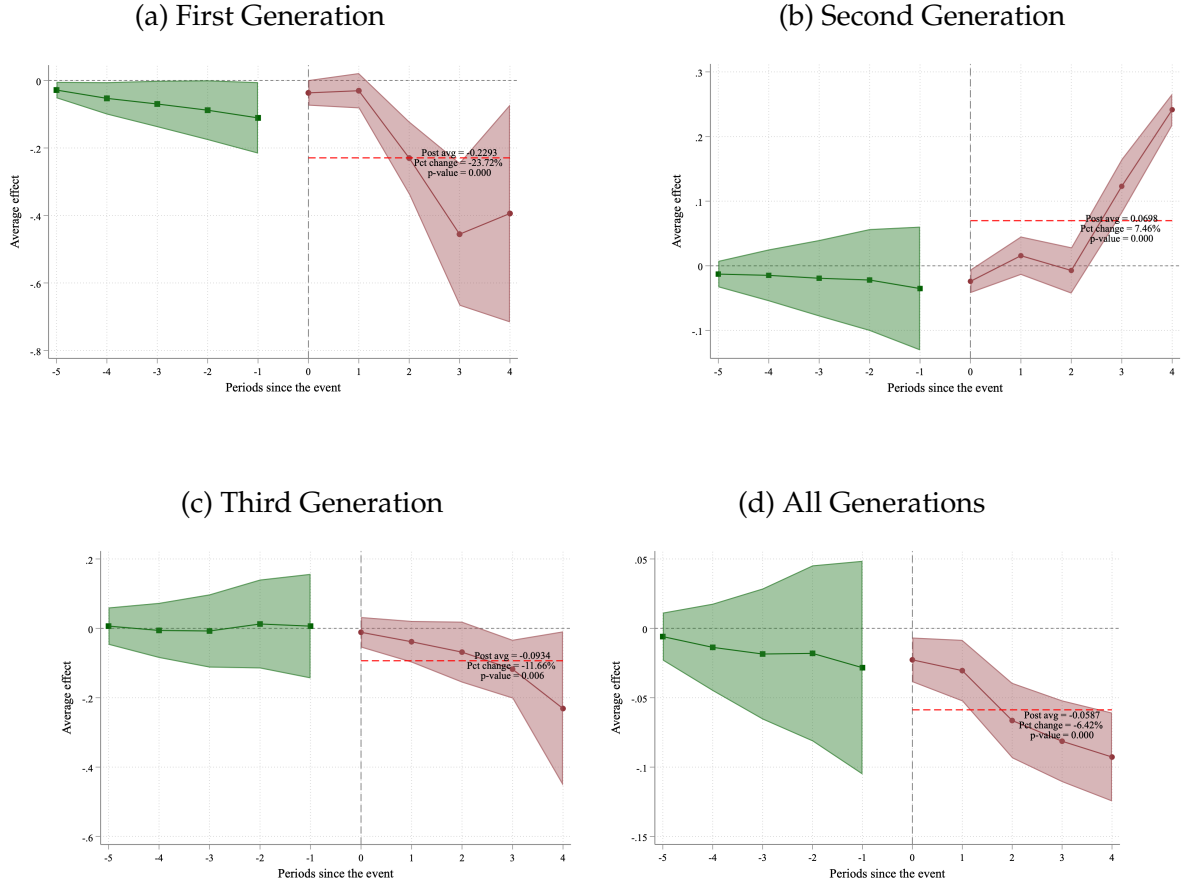 (a) First Generation
0
-.2
-.4
-.6
-.8
Average effect
Post avg = -0.2293
Pct change = -23.72%
p-value = 0.000
-5 -4 -3 -2 -1 0 1 2 3 4
Periods since the event
(b) Second Generation
.3
.2
.1
0
-.1
Average effect
Post avg = 0.0698
Pct change = 7.46%
p-value = 0.000
-5 -4 -3 -2 -1 0 1 2 3 4
Periods since the event
(c) Third Generation
.2
0
-.2
-.4
-.6
Average effect
Post avg = -0.0934
Pct change = -11.66%
p-value = 0.006
-5 -4 -3 -2 -1 0 1 2 3 4
Periods since the event
(d) All Generations
.05
0
-.05
-.1
-.15
Average effect
Post avg = -0.0587
Pct change = -6.42%
p-value = 0.000
-5 -4 -3 -2 -1 0 1 2 3 4
Periods since the event